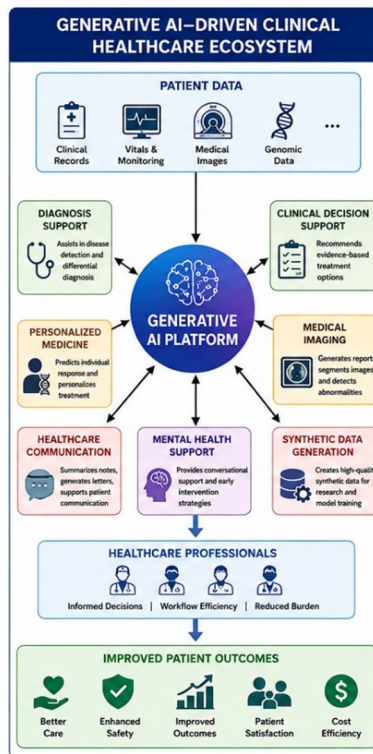 GENERATIVE AI–DRIVEN CLINICAL
HEALTHCARE ECOSYSTEM
PATIENT DATA
Clinical
Records
Vitals &
Monitoring
Medical
Images
Genomic
Data
...
DIAGNOSIS
SUPPORT
Assists in disease
detection and
differential
diagnosis
CLINICAL DECISION
SUPPORT
Recommends
evidence-based
treatment
options
GENERATIVE
AI PLATFORM
PERSONALIZED
MEDICINE
Predicts individual
response and
personalizes
treatment
MEDICAL
IMAGING
Generates report
segments images
and detects
abnormalities
HEALTHCARE
COMMUNICATION
Summarizes notes,
generates letters,
supports patient
communication
MENTAL HEALTH
SUPPORT
Provides conversational
support and early
intervention
strategies
SYNTHETIC DATA
GENERATION
Creates high-qualit
synthetic data for
research and
model training
HEALTHCARE PROFESSIONALS
Informed Decisions | Workflow Efficiency | Reduced Burden
IMPROVED PATIENT OUTCOMES
Better
Care
Enhanced
Safety
Improved
Outcomes
Patient
Satisfaction
$
Cost
Efficiency